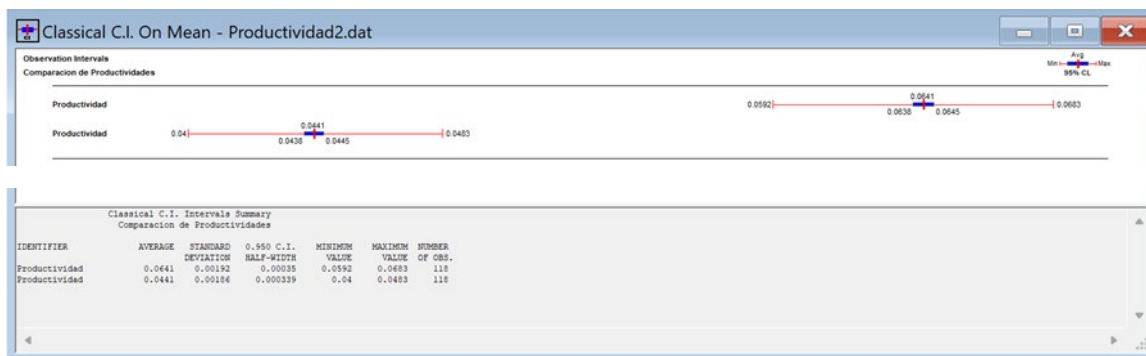 Classical C.I. On Mean - Productividad2.dat
Observation Intervals
Comparacion de Productividades
Avg
Min Max
95% CL
Productividad 0.0592 0.0641 0.0683
0.0638 0.0645
Productividad 0.04 0.0441 0.0483
0.0438 0.0445
Classical C.I. Intervals Summary
Comparacion de Productividades
IDENTIFIER AVERAGE STANDARD 0.950 C.I. MINIMUM MAXIMUM NUMBER
DEVIATION HALF-WIDTH VALUE VALUE OF OBS.
Productividad 0.0641 0.00192 0.00035 0.0592 0.0683 118
Productividad 0.0441 0.00186 0.000339 0.04 0.0483 118